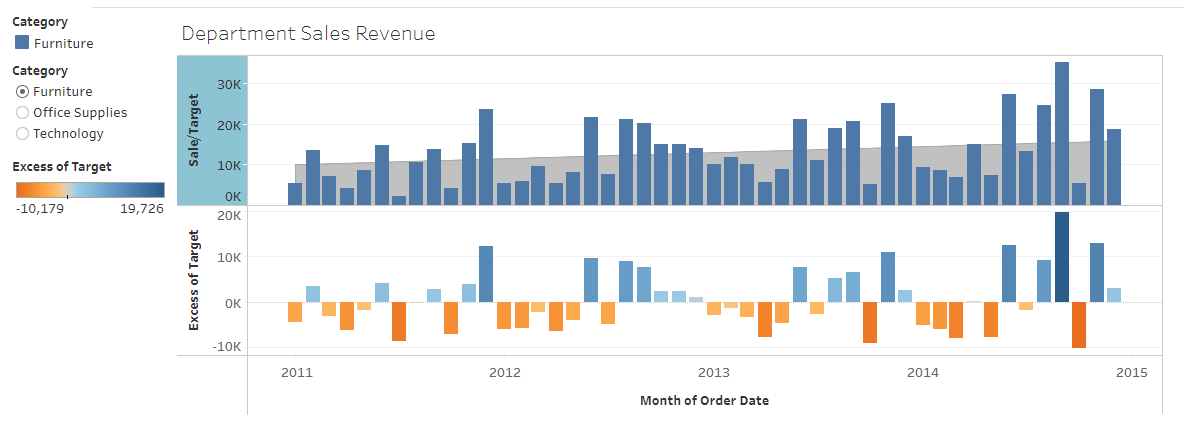 Category
Furniture
Category
Furniture
Office Supplies
Technology
Excess of Target
-10,179 19,726
Department Sales Revenue
Sale/Target
30K
20K
10K
0K
Excess of Target
20K
10K
0K
-10K
2011 2012 2013 2014 2015
Month of Order Date